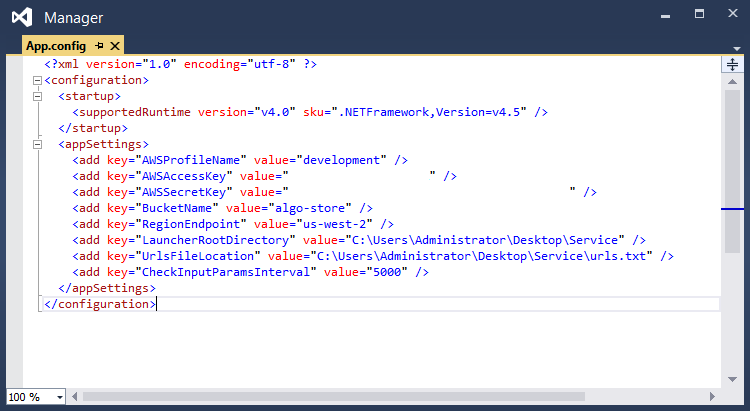 Manager
App.config
<?xml version="1.0" encoding="utf-8" ?>
<configuration>
<startup>
<supportedRuntime version="v4.0" sku=".NETFramework,Version=v4.5" />
</startup>
<appSettings>
<add key="AWSProfileName" value="development" />
<add key="AWSAccessKey" value="                    " />
<add key="AWSSecretKey" value="                                        " />
<add key="BucketName" value="algo-store" />
<add key="RegionEndpoint" value="us-west-2" />
<add key="LauncherRootDirectory" value="C:\Users\Administrator\Desktop\Service" />
<add key="UrlsFileLocation" value="C:\Users\Administrator\Desktop\Service\urls.txt" />
<add key="CheckInputParamsInterval" value="5000" />
</appSettings>
</configuration>
100 %